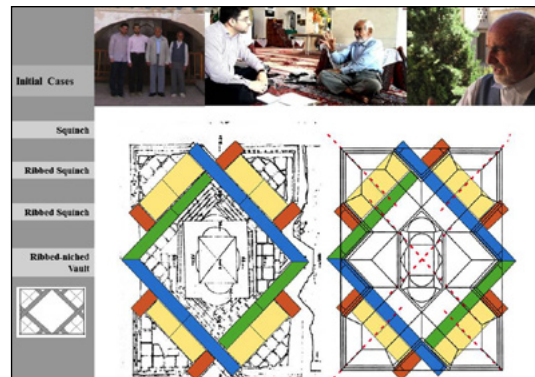 Initial Cases
Squinch
Ribbed Squinch
Ribbed Squinch
Ribbed-niched
Vault